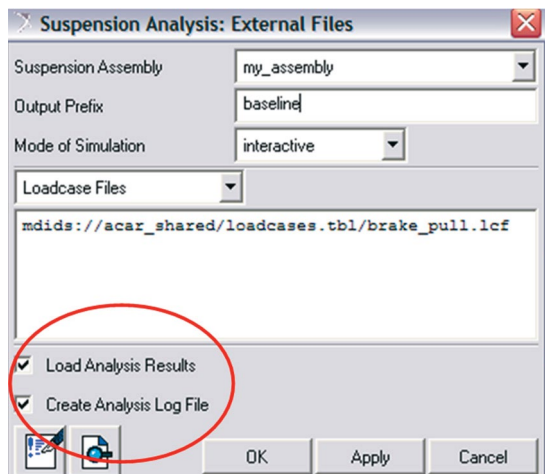 Suspension Analysis: External Files
Suspension Assembly my_assembly
Output Prefix baseline
Mode of Simulation interactive
Loadcase Files
mdids://acar_shared/loadcases.tbl/brake_pull.lcf
Load Analysis Results
Create Analysis Log File
OK Apply Cancel